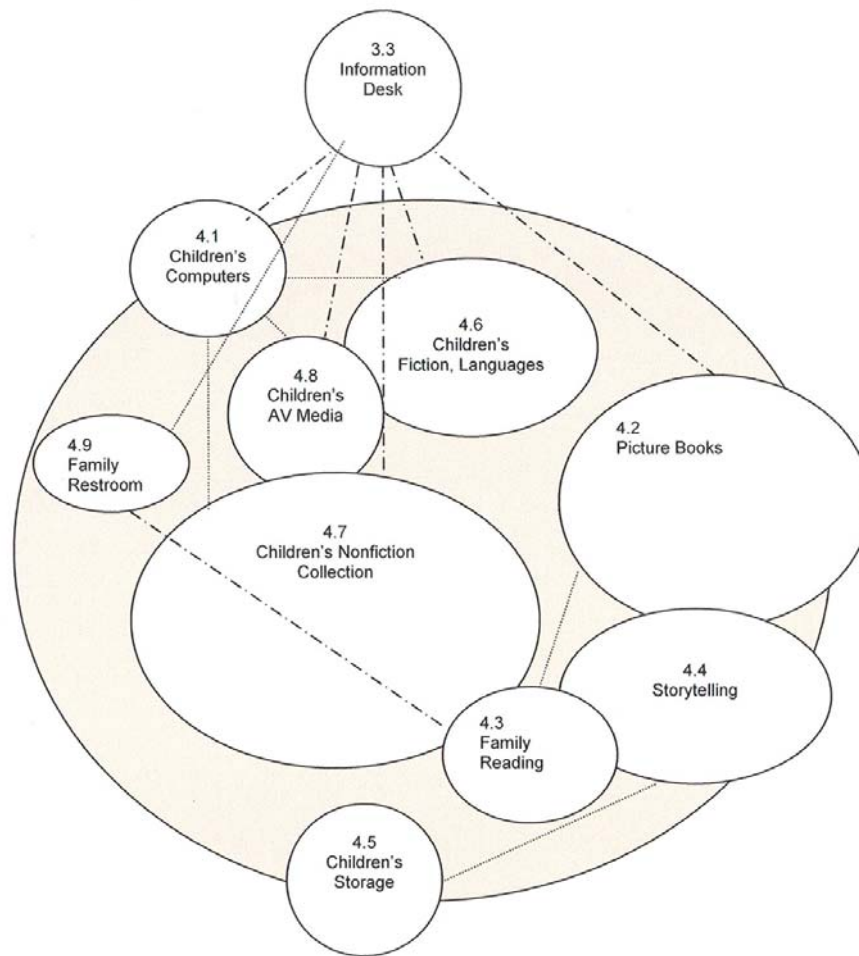 3.3
Information
Desk
4.1
Children's
Computers
4.6
Children's
Fiction, Languages
4.8
Children's
AV Media
4.2
Picture Books
4.9
Family
Restroom
4.7
Children's Nonfiction
Collection
4.4
Storytelling
4.3
Family
Reading
4.5
Children's
Storage